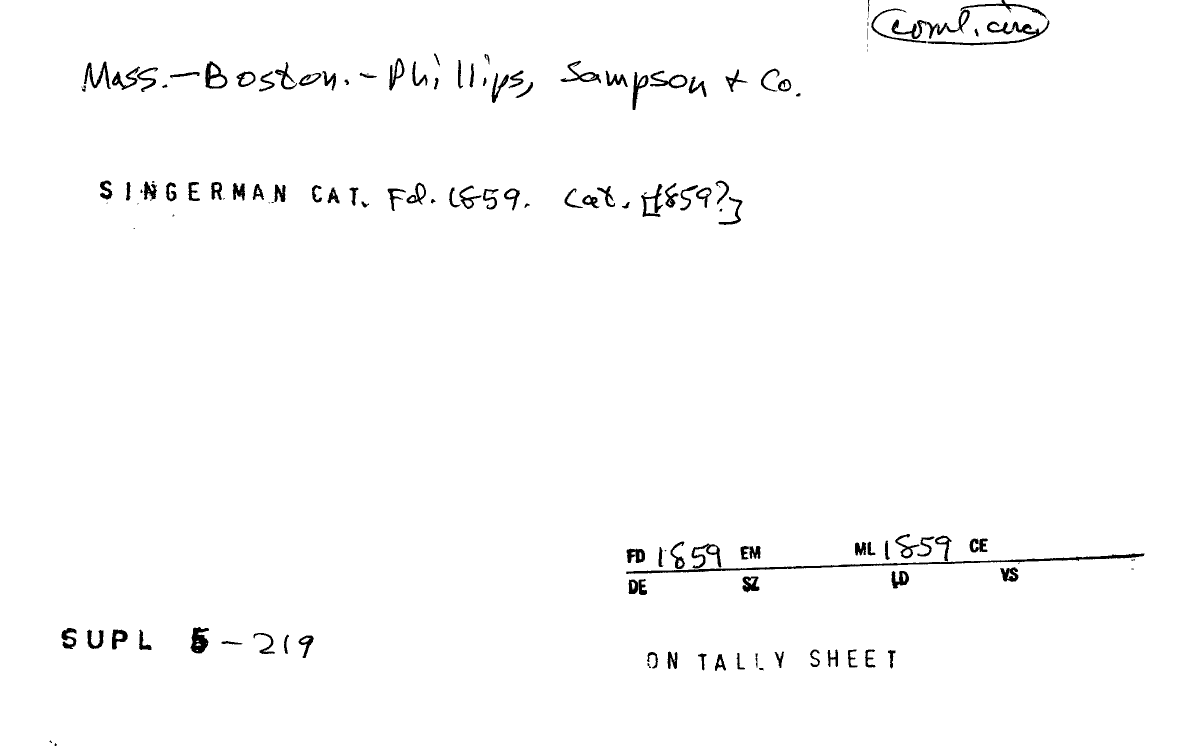 coml. circ
Mass.—Boston.—Phillips, Sampson + Co.
SINGERMAN CAT. Fd. 1859. Cat. [1859?]
FD 1859 EM ML 1859 CE
DE SZ LD VS
SUPL 5-219
ON TALLY SHEET